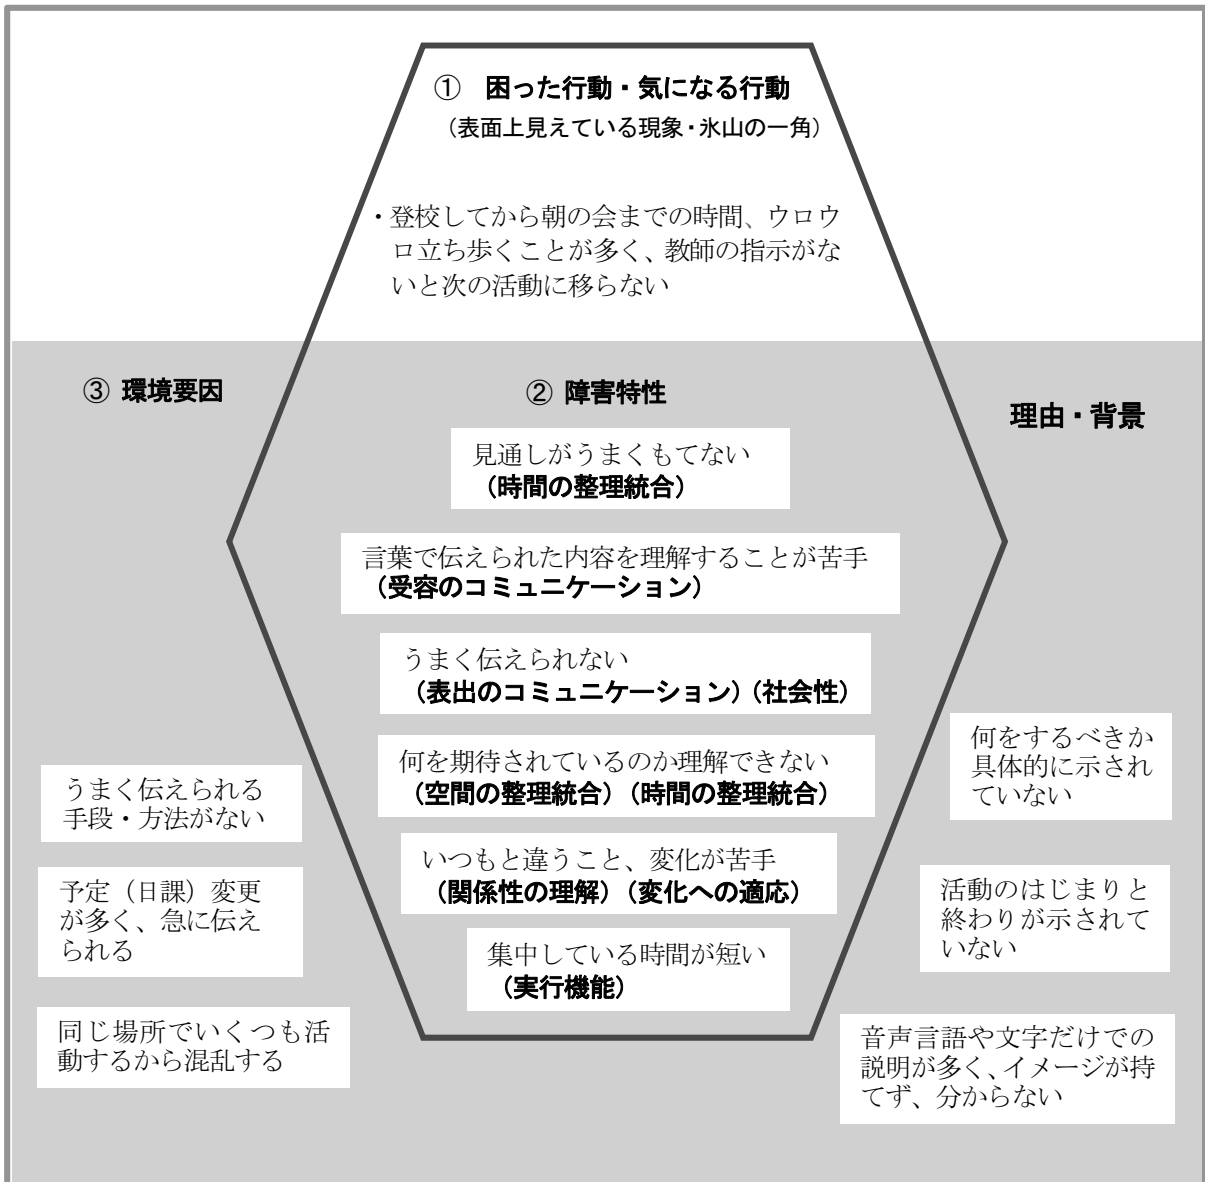 ① 困った行動・気になる行動
（表面上見えている現象・氷山の一角）
・登校してから朝の会までの時間、ウロウ
ロ立ち歩くことが多く、教師の指示がな
いと次の活動に移らない
③ 環境要因
② 障害特性
理由・背景
見通しがうまくもてない
（時間の整理統合）
言葉で伝えられた内容を理解することが苦手
（受容のコミュニケーション）
うまく伝えられない
（表出のコミュニケーション）（社会性）
何を期待されているのか理解できない
（空間の整理統合）（時間の整理統合）
いつもと違うこと、変化が苦手
（関係性の理解）（変化への適応）
集中している時間が短い
（実行機能）
うまく伝えられる
手段・方法がない
予定（日課）変更
が多く、急に伝え
られる
同じ場所でいくつも活
動するから混乱する
何をするべきか
具体的に示され
ていない
活動のはじまりと
終わりが示されて
いない
音声言語や文字だけでの
説明が多く、イメージが持
てず、分からない